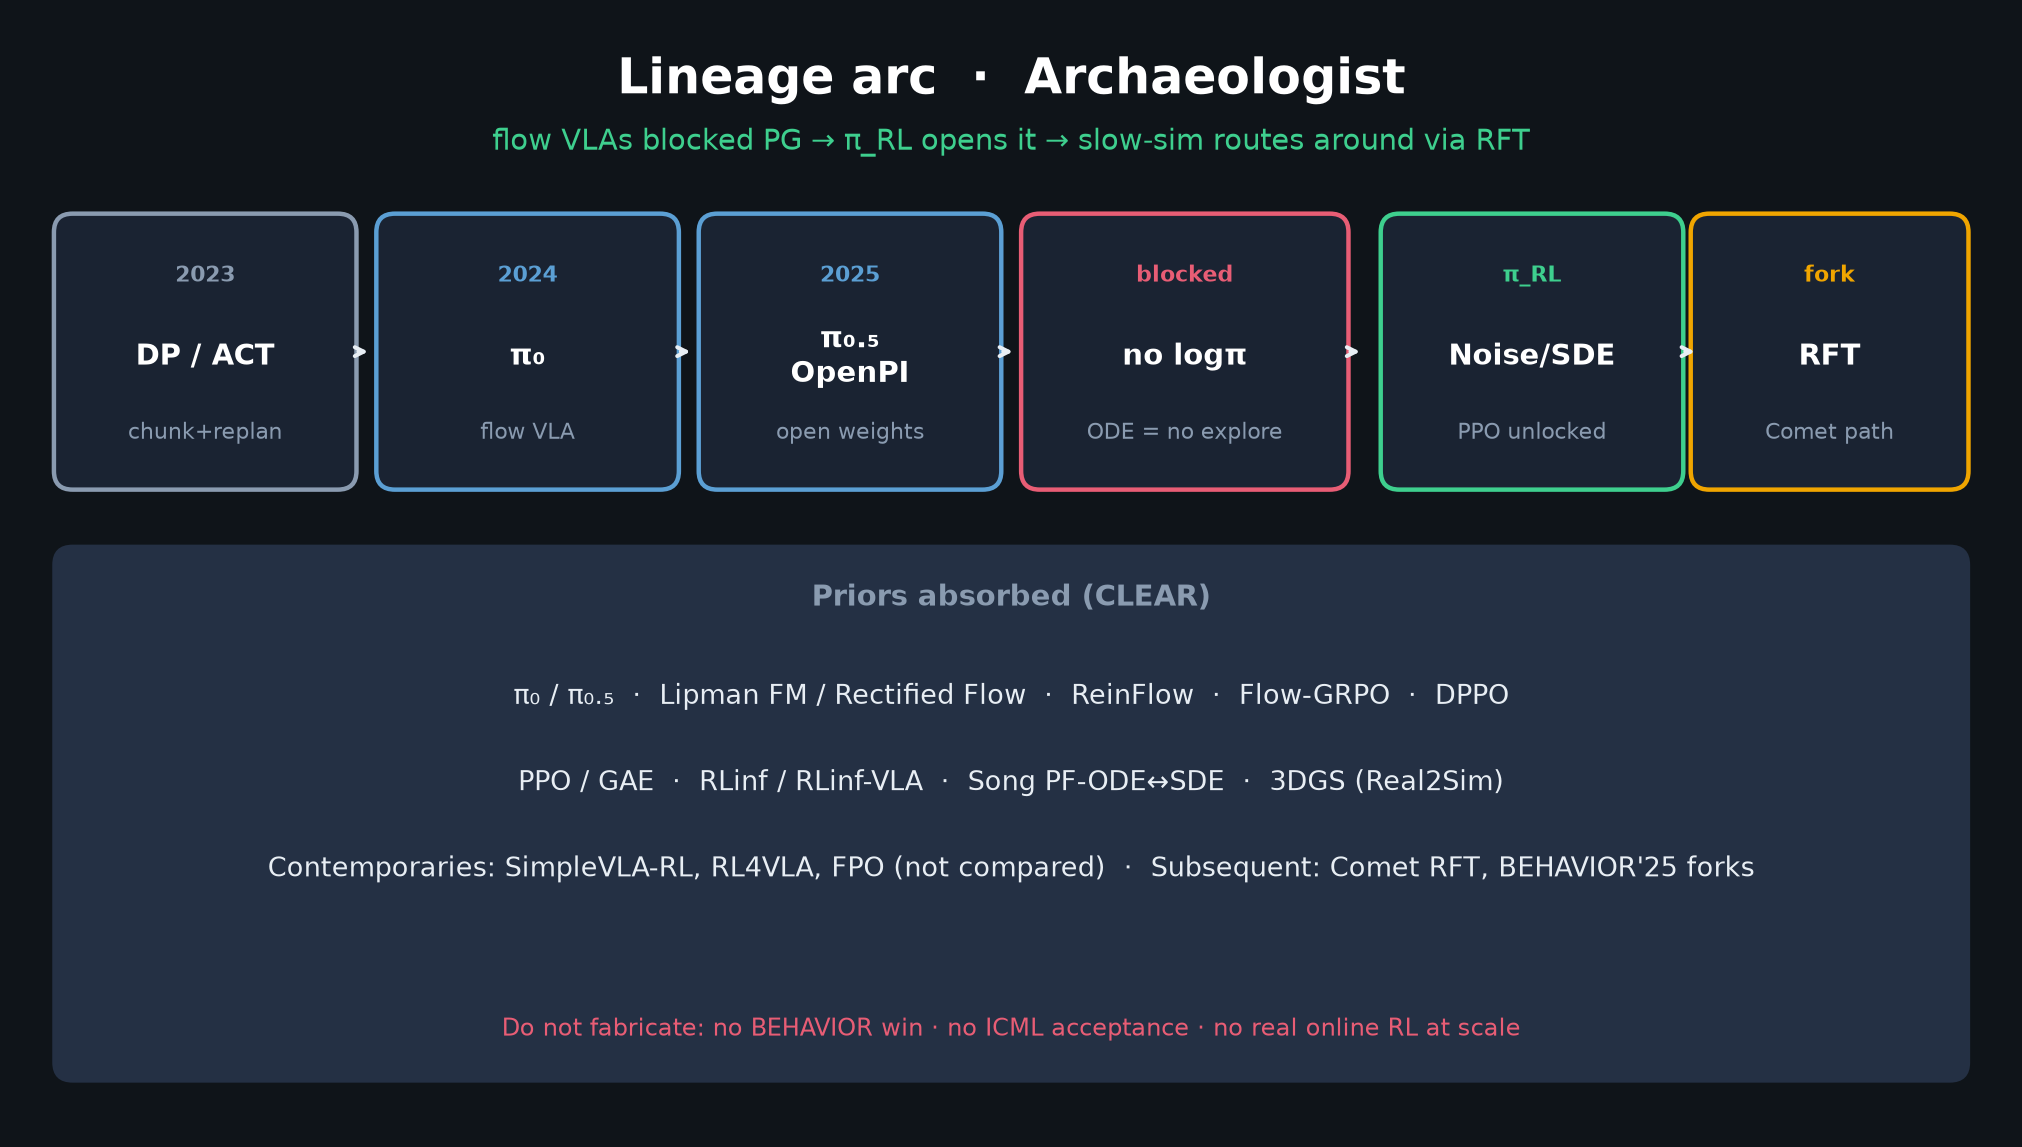 Lineage arc · Archaeologist
flow VLAs blocked PG → π_RL opens it → slow-sim routes around via RFT
2023
DP / ACT
chunk+replan
2024
π₀
flow VLA
2025
π₀.₅
OpenPI
open weights
blocked
no logπ
ODE = no explore
π_RL
Noise/SDE
PPO unlocked
fork
RFT
Comet path
Priors absorbed (CLEAR)
π₀ / π₀.₅ · Lipman FM / Rectified Flow · ReinFlow · Flow-GRPO · DPPO
PPO / GAE · RLinf / RLinf-VLA · Song PF-ODE↔SDE · 3DGS (Real2Sim)
Contemporaries: SimpleVLA-RL, RL4VLA, FPO (not compared) · Subsequent: Comet RFT, BEHAVIOR'25 forks
Do not fabricate: no BEHAVIOR win · no ICML acceptance · no real online RL at scale